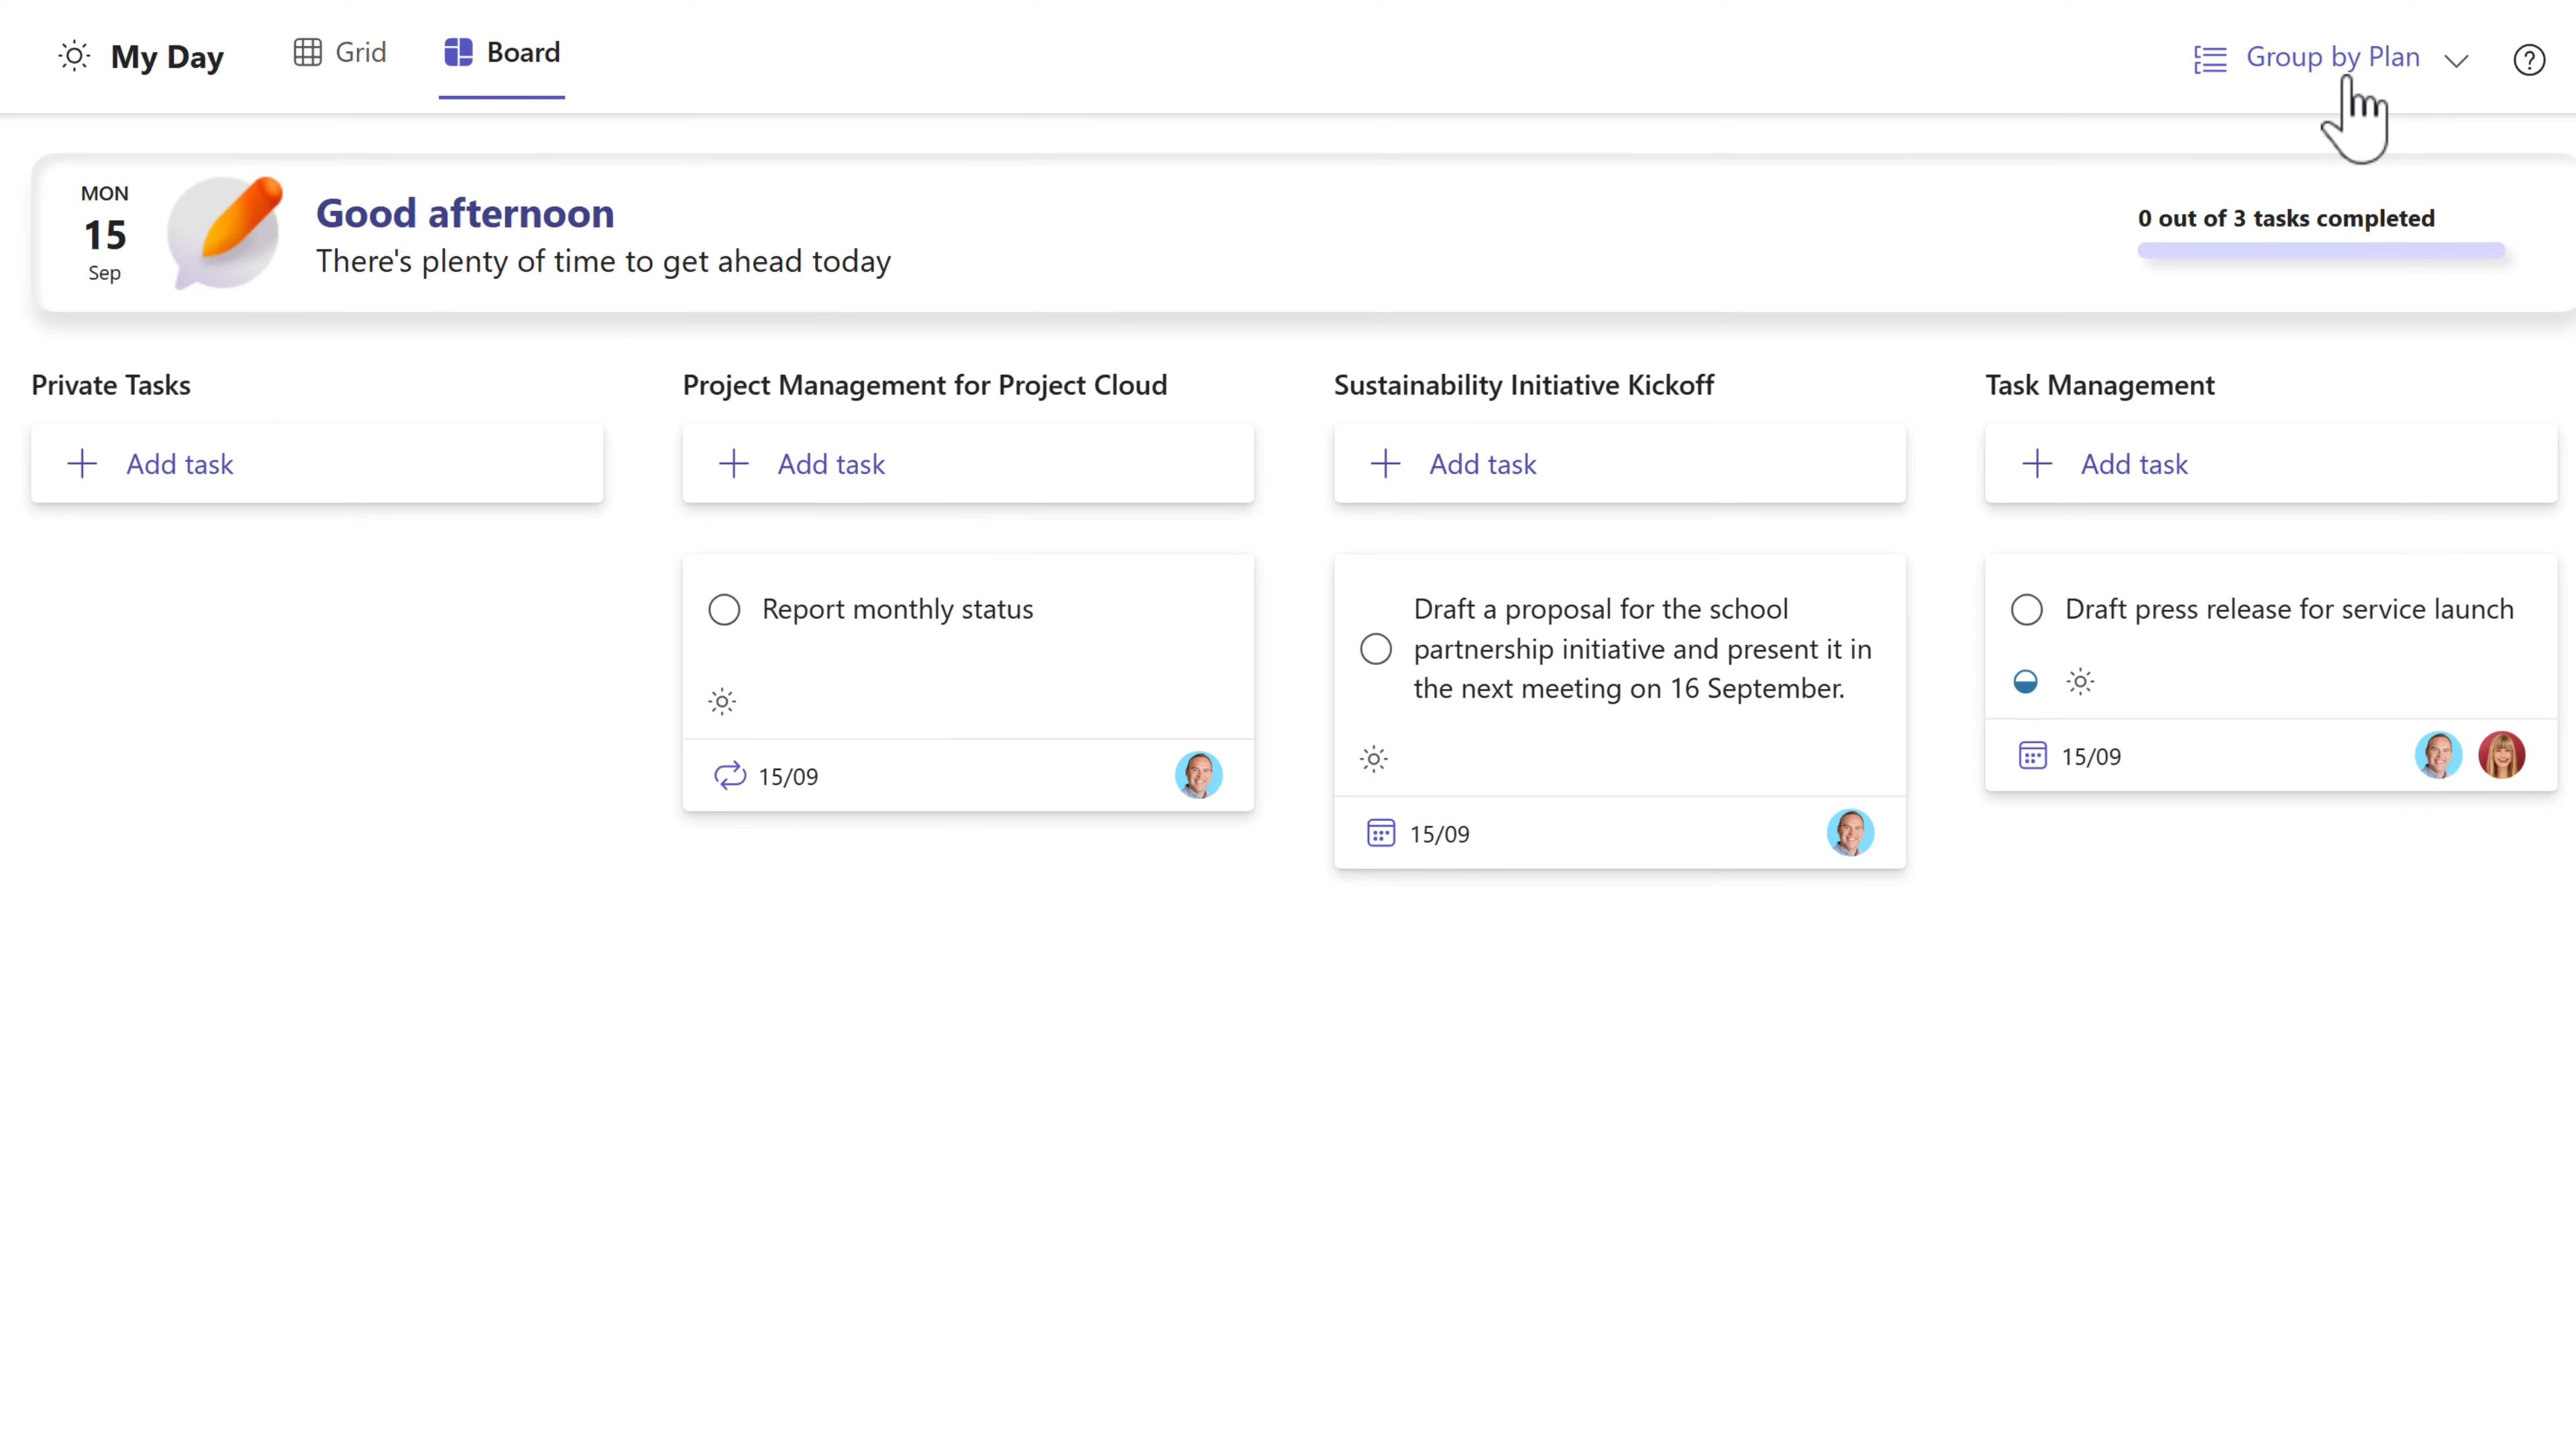 My Day
Grid
Board
Group by Plan
?
MON
15
Sep
Good afternoon
There's plenty of time to get ahead today
0 out of 3 tasks completed
Private Tasks
Add task
Project Management for Project Cloud
Add task
Report monthly status
15/09
Sustainability Initiative Kickoff
Add task
Draft a proposal for the school
partnership initiative and present it in
the next meeting on 16 September.
15/09
Task Management
Add task
Draft press release for service launch
15/09